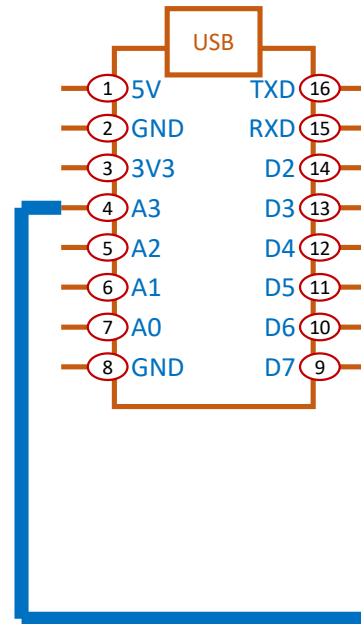 USB
1 5V TXD 16
2 GND RXD 15
3 3V3 D2 14
4 A3 D3 13
5 A2 D4 12
6 A1 D5 11
7 A0 D6 10
8 GND D7 9